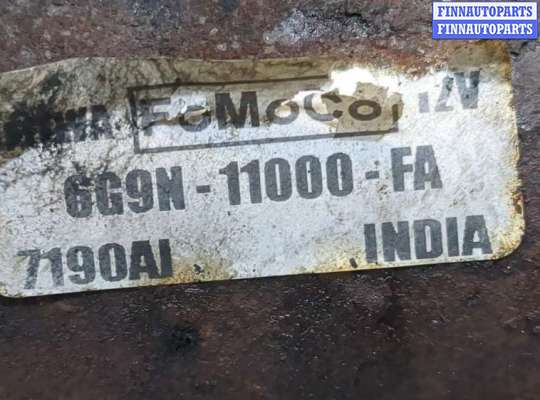 FINNAUTOPARTS
FINNAUTOPARTS
FoMoCo 12V
6G9N-11000-FA
7190AI INDIA